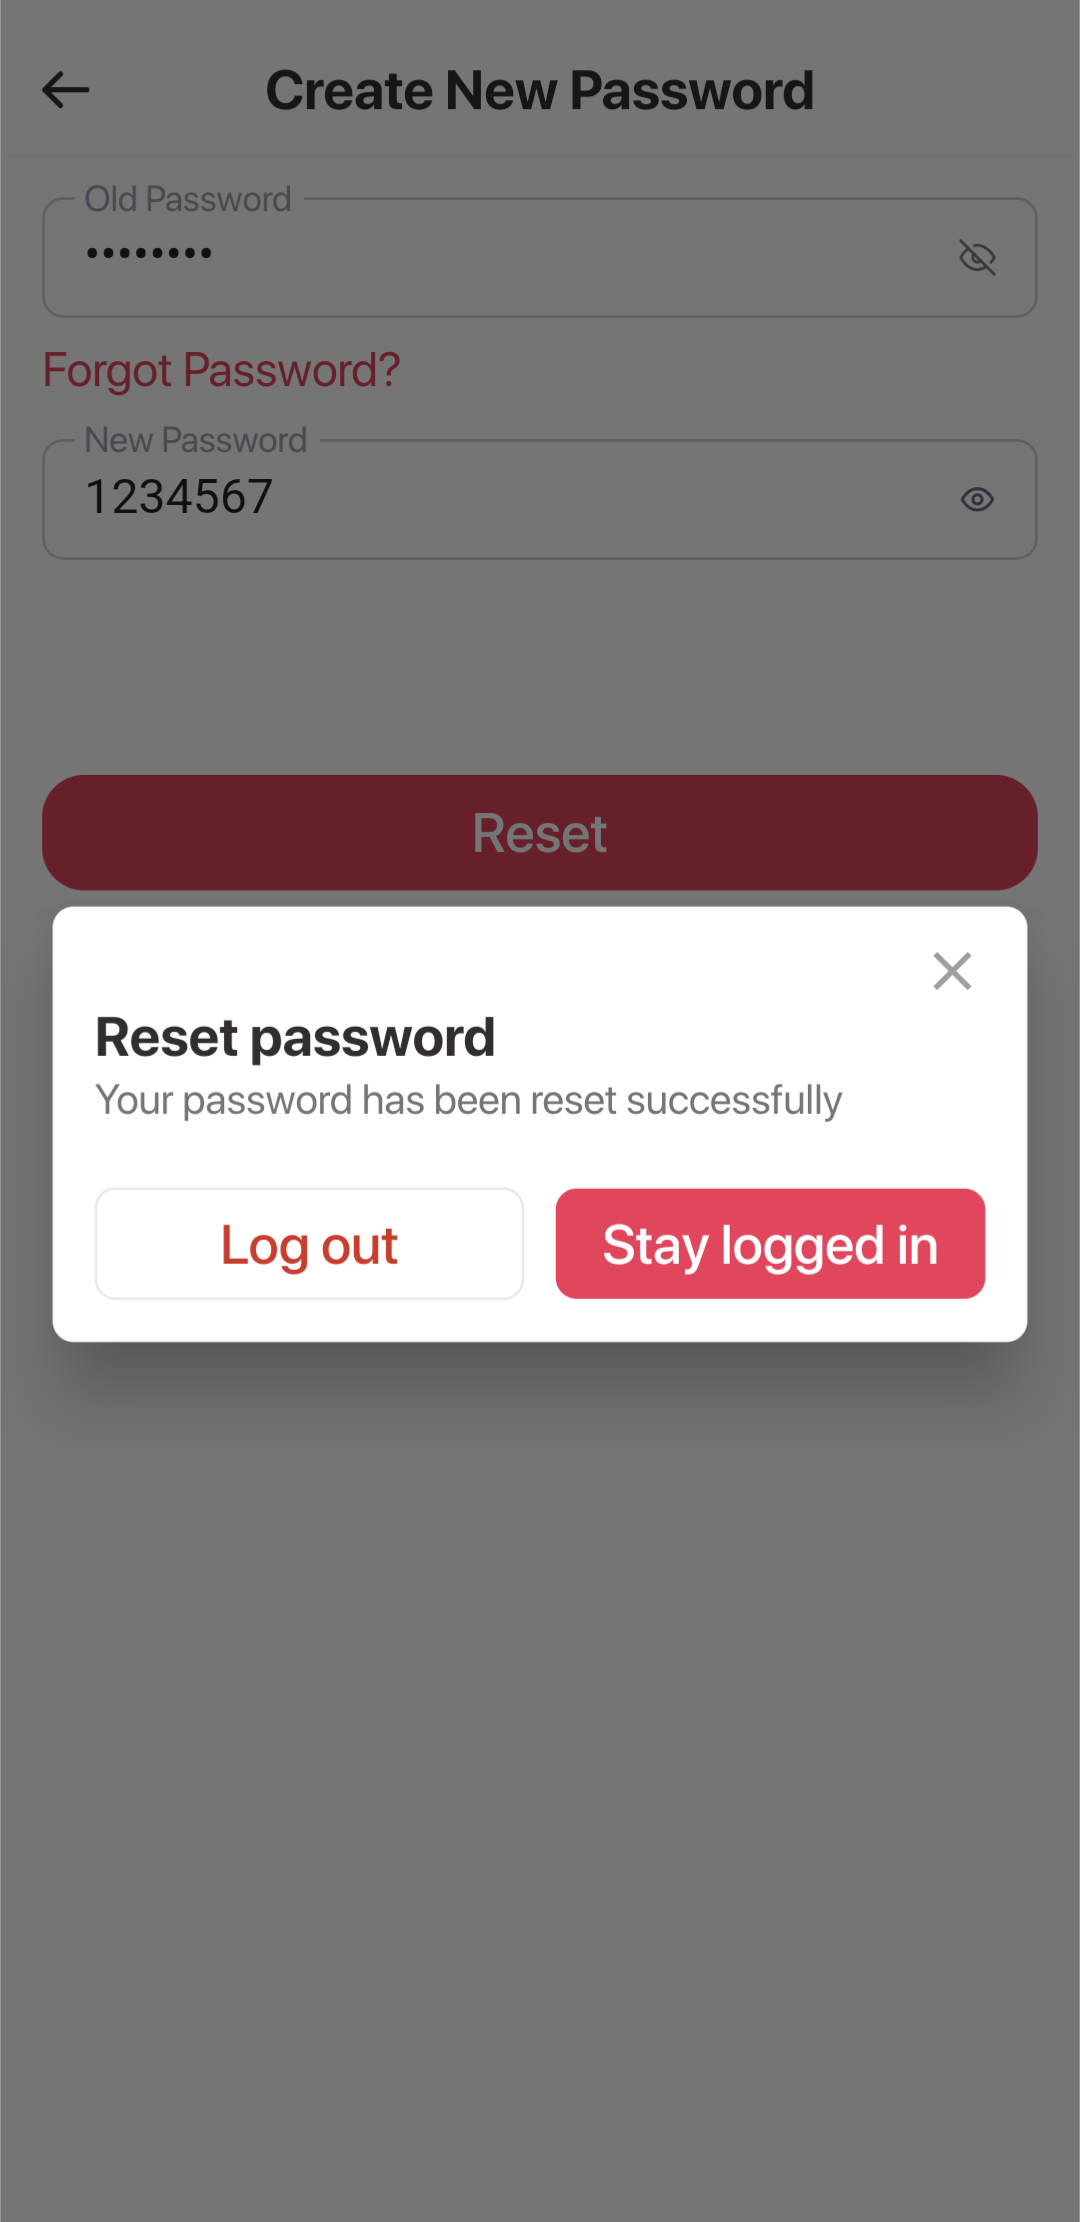 Create New Password
Old Password
••••••••
Forgot Password?
New Password
1234567
Reset
Reset password
Your password has been reset successfully
Log out
Stay logged in